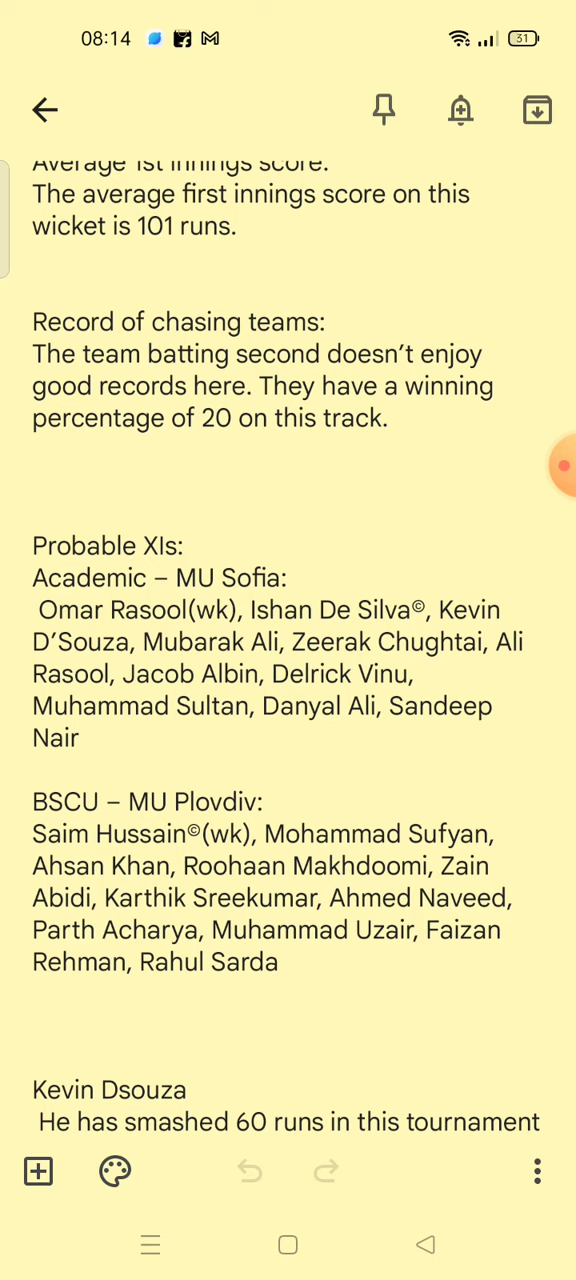 08:14
31
Average 1st innings score:
The average first innings score on this
wicket is 101 runs.
Record of chasing teams:
The team batting second doesn’t enjoy
good records here. They have a winning
percentage of 20 on this track.
Probable XIs:
Academic – MU Sofia:
Omar Rasool(wk), Ishan De Silva©, Kevin
D’Souza, Mubarak Ali, Zeerak Chughtai, Ali
Rasool, Jacob Albin, Delrick Vinu,
Muhammad Sultan, Danyal Ali, Sandeep
Nair
BSCU – MU Plovdiv:
Saim Hussain©(wk), Mohammad Sufyan,
Ahsan Khan, Roohaan Makhdoomi, Zain
Abidi, Karthik Sreekumar, Ahmed Naveed,
Parth Acharya, Muhammad Uzair, Faizan
Rehman, Rahul Sarda
Kevin Dsouza
He has smashed 60 runs in this tournament